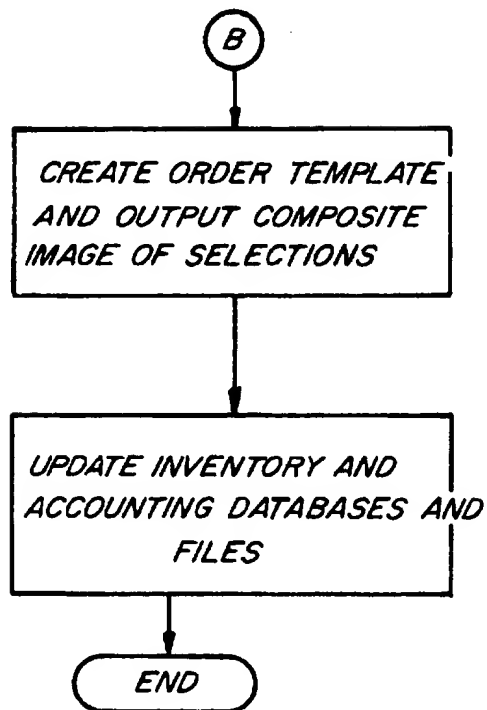 B
CREATE ORDER TEMPLATE
AND OUTPUT COMPOSITE
IMAGE OF SELECTIONS
UPDATE INVENTORY AND
ACCOUNTING DATABASES AND
FILES
END